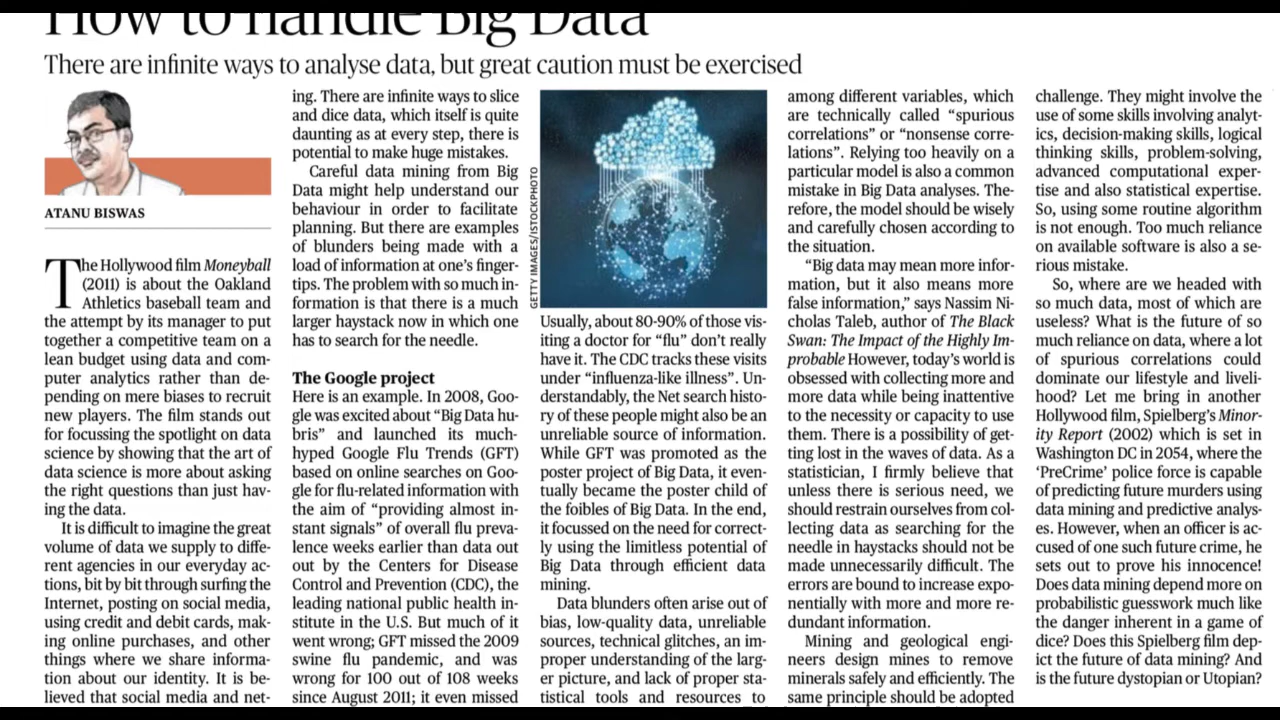 How to handle Big Data
There are infinite ways to analyse data, but great caution must be exercised
ATANU BISWAS
The Hollywood film Moneyball
(2011) is about the Oakland
Athletics baseball team and
the attempt by its manager to put
together a competitive team on a
lean budget using data and com-
puter analytics rather than de-
pending on mere biases to recruit
new players. The film stands out
for focussing the spotlight on data
science by showing that the art of
data science is more about asking
the right questions than just hav-
ing the data.
It is difficult to imagine the great
volume of data we supply to diffe-
rent agencies in our everyday ac-
tions, bit by bit through surfing the
Internet, posting on social media,
using credit and debit cards, mak-
ing online purchases, and other
things where we share informa-
tion about our identity. It is be-
lieved that social media and net-
ing. There are infinite ways to slice
and dice data, which itself is quite
daunting as at every step, there is
potential to make huge mistakes.
Careful data mining from Big
Data might help understand our
behaviour in order to facilitate
planning. But there are examples
of blunders being made with a
load of information at one's finger-
tips. The problem with so much in-
formation is that there is a much
larger haystack now in which one
has to search for the needle.
The Google project
Here is an example. In 2008, Goo-
gle was excited about “Big Data hu-
bris” and launched its much-
hyped Google Flu Trends (GFT)
based on online searches on Goo-
gle for flu-related information with
the aim of “providing almost in-
stant signals” of overall flu preva-
lence weeks earlier than data out
out by the Centers for Disease
Control and Prevention (CDC), the
leading national public health in-
stitute in the U.S. But much of it
went wrong; GFT missed the 2009
swine flu pandemic, and was
wrong for 100 out of 108 weeks
since August 2011; it even missed
GETTY IMAGES/ISTOCKPHOTO
Usually, about 80-90% of those vis-
iting a doctor for “flu” don't really
have it. The CDC tracks these visits
under “influenza-like illness”. Un-
derstandably, the Net search histo-
ry of these people might also be an
unreliable source of information.
While GFT was promoted as the
poster project of Big Data, it even-
tually became the poster child of
the foibles of Big Data. In the end,
it focussed on the need for correct-
ly using the limitless potential of
Big Data through efficient data
mining.
Data blunders often arise out of
bias, low-quality data, unreliable
sources, technical glitches, an im-
proper understanding of the larg-
er picture, and lack of proper sta-
tistical tools and resources to
among different variables, which
are technically called “spurious
correlations” or “nonsense corre-
lations”. Relying too heavily on a
particular model is also a common
mistake in Big Data analyses. The-
refore, the model should be wisely
and carefully chosen according to
the situation.
“Big data may mean more infor-
mation, but it also means more
false information,” says Nassim Ni-
cholas Taleb, author of The Black
Swan: The Impact of the Highly Im-
probable However, today's world is
obsessed with collecting more and
more data while being inattentive
to the necessity or capacity to use
them. There is a possibility of get-
ting lost in the waves of data. As a
statistician, I firmly believe that
unless there is serious need, we
should restrain ourselves from col-
lecting data as searching for the
needle in haystacks should not be
made unnecessarily difficult. The
errors are bound to increase expo-
nentially with more and more re-
dundant information.
Mining and geological engi-
neers design mines to remove
minerals safely and efficiently. The
same principle should be adopted
challenge. They might involve the
use of some skills involving analyt-
ics, decision-making skills, logical
thinking skills, problem-solving,
advanced computational exper-
tise and also statistical expertise.
So, using some routine algorithm
is not enough. Too much reliance
on available software is also a se-
rious mistake.
So, where are we headed with
so much data, most of which are
useless? What is the future of so
much reliance on data, where a lot
of spurious correlations could
dominate our lifestyle and liveli-
hood? Let me bring in another
Hollywood film, Spielberg's Minor-
ity Report (2002) which is set in
Washington DC in 2054, where the
‘PreCrime’ police force is capable
of predicting future murders using
data mining and predictive analys-
es. However, when an officer is ac-
cused of one such future crime, he
sets out to prove his innocence!
Does data mining depend more on
probabilistic guesswork much like
the danger inherent in a game of
dice? Does this Spielberg film dep-
ict the future of data mining? And
is the future dystopian or Utopian?